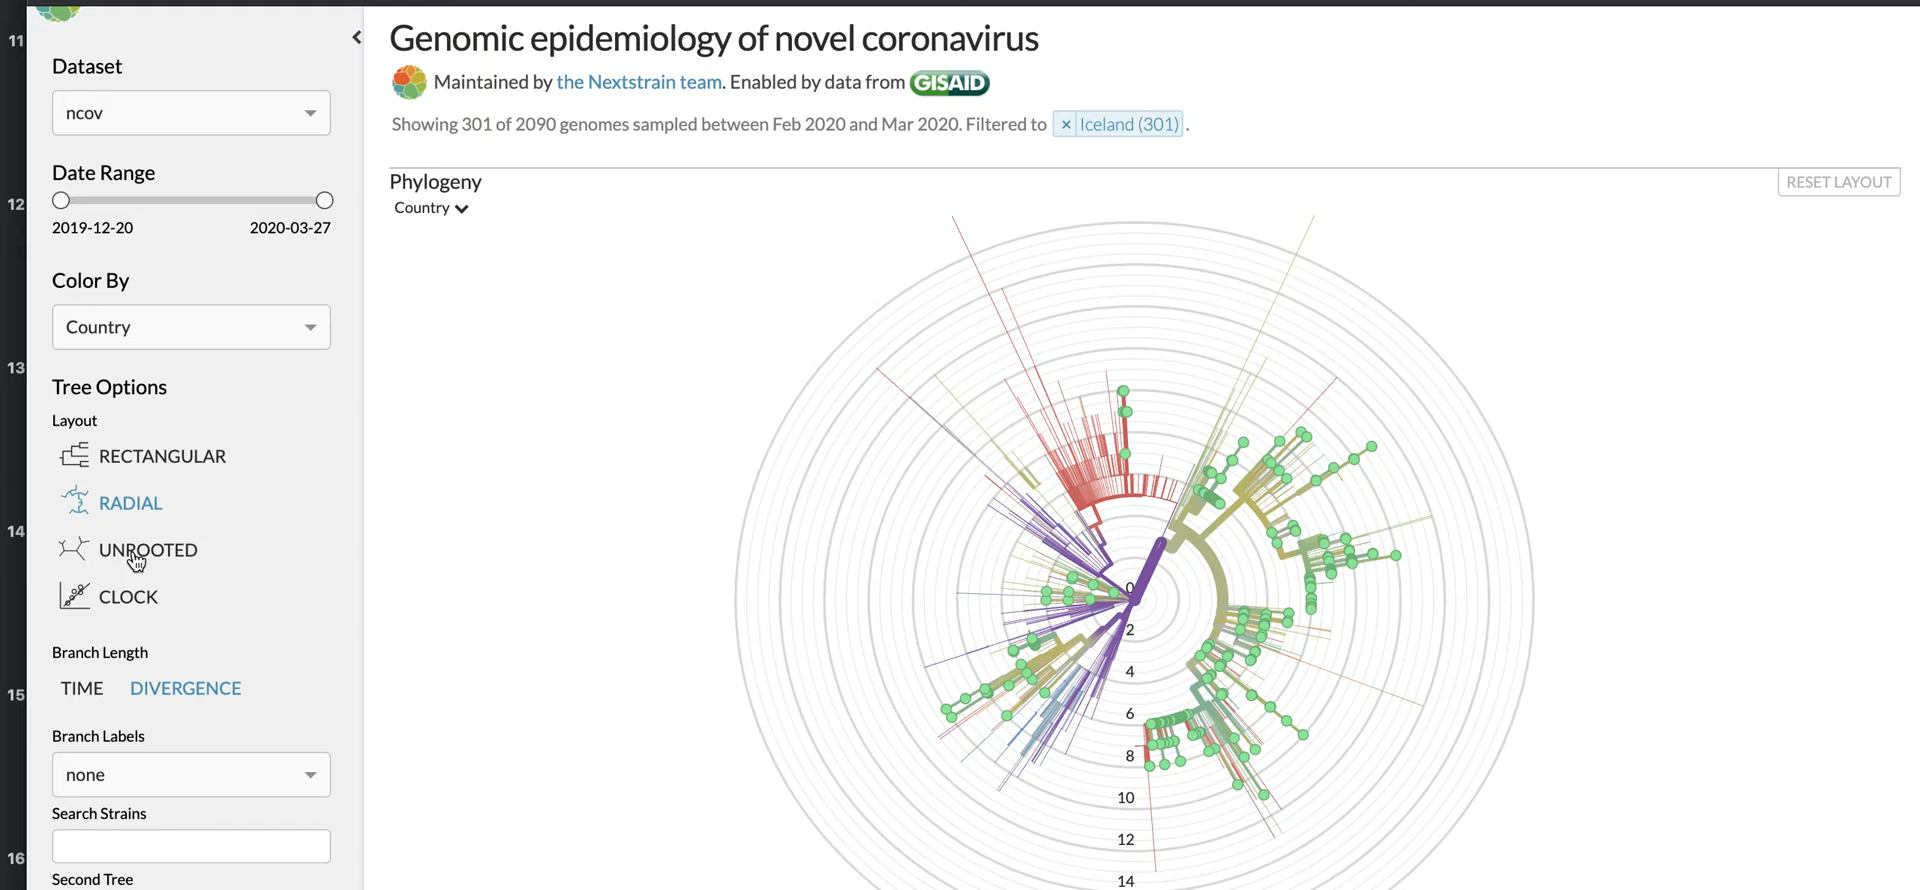 11
12
13
14
15
16
Dataset
ncov
Date Range
2019-12-20 2020-03-27
Color By
Country
Tree Options
Layout
RECTANGULAR
RADIAL
UNROOTED
CLOCK
Branch Length
TIME DIVERGENCE
Branch Labels
none
Search Strains
Second Tree
Genomic epidemiology of novel coronavirus
Maintained by the Nextstrain team. Enabled by data from GISAID
Showing 301 of 2090 genomes sampled between Feb 2020 and Mar 2020. Filtered to × Iceland (301) .
Phylogeny
RESET LAYOUT
Country
0
2
4
6
8
10
12
14